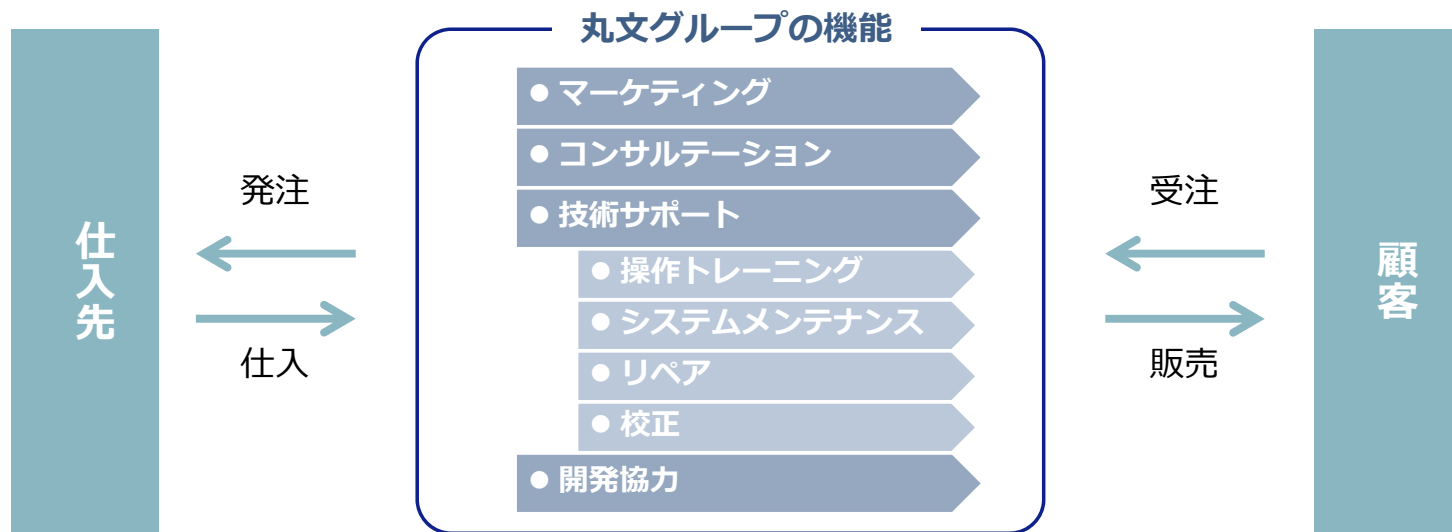 丸文グループの機能
仕入先
発注
仕入
● マーケティング
● コンサルテーション
● 技術サポート
● 操作トレーニング
● システムメンテナンス
● リペア
● 校正
● 開発協力
受注
販売
顧客